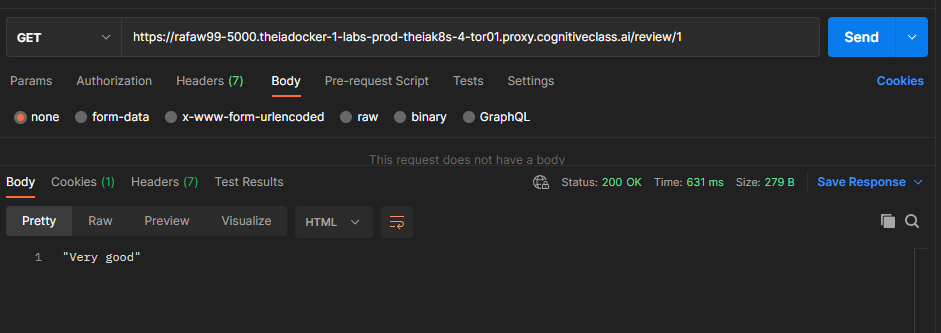 GET https://rafaw99-5000.theiadocker-1-labs-prod-theiak8s-4-tor01.proxy.cognitiveclass.ai/review/1 Send
Params Authorization Headers (7) Body Pre-request Script Tests Settings Cookies
none form-data x-www-form-urlencoded raw binary GraphQL
This request does not have a body
Body Cookies (1) Headers (7) Test Results Status: 200 OK Time: 631 ms Size: 279 B Save Response
Pretty Raw Preview Visualize HTML
1 "Very good"